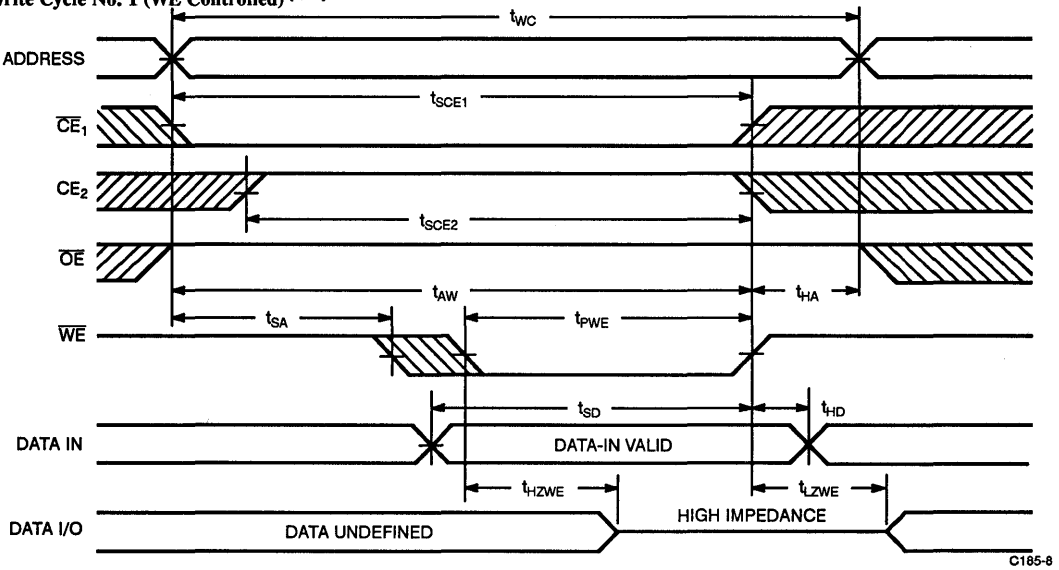 Write Cycle No. 1 (WE Controlled)
tWC
ADDRESS
tSCE1
CE1
CE2
tSCE2
OE
tAW
tHA
tSA
tPWE
WE
tSD
tHD
DATA IN
DATA-IN VALID
tHZWE
tLZWE
HIGH IMPEDANCE
DATA I/O
DATA UNDEFINED
C185-8